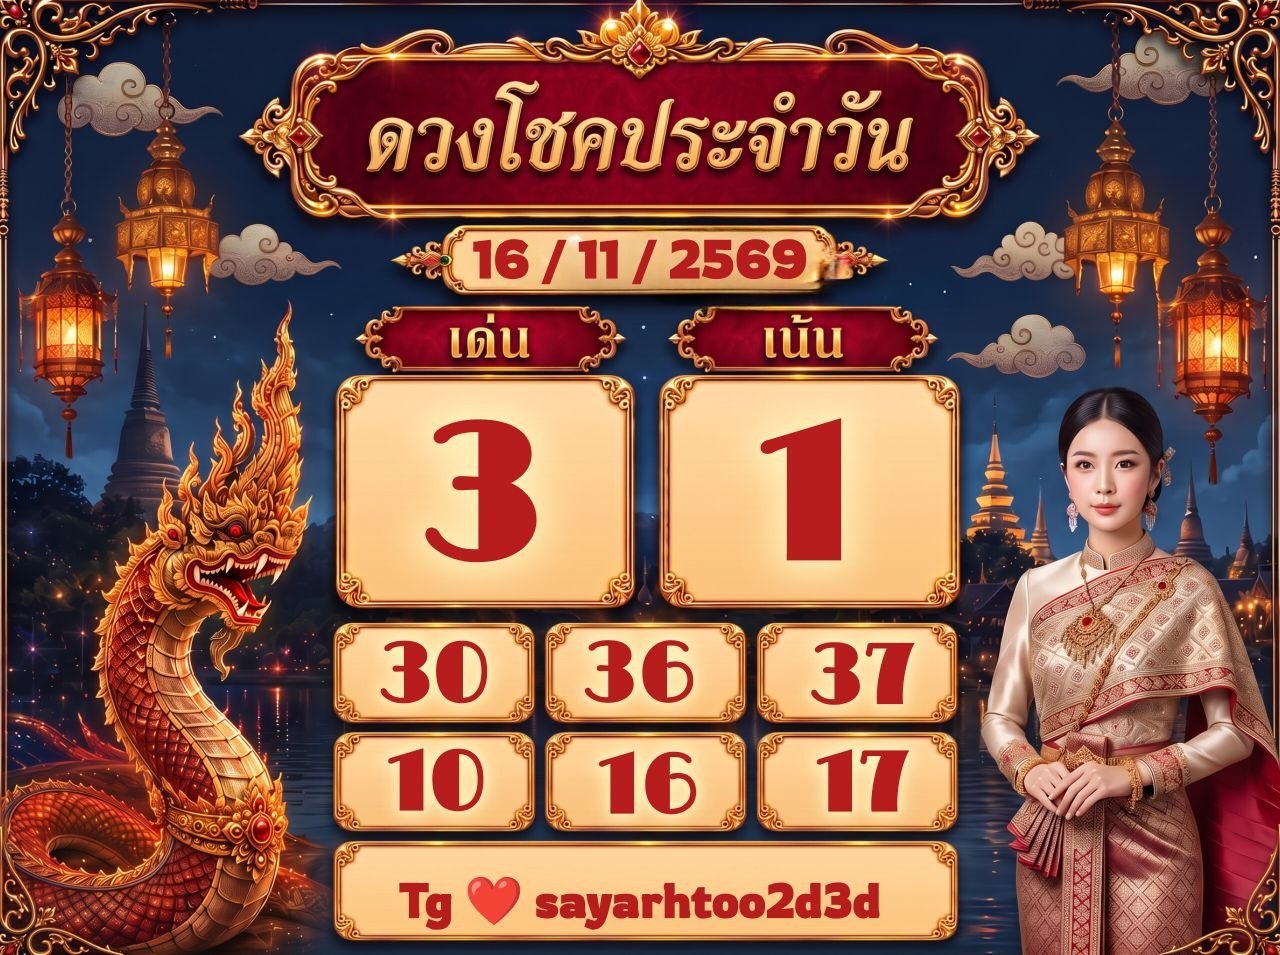 ดวงโชคประจำวัน
16 / 11 / 2569
เด่น เน้น
3 1
30 36 37
10 16 17
Tg ❤️ sayarhtoo2d3d